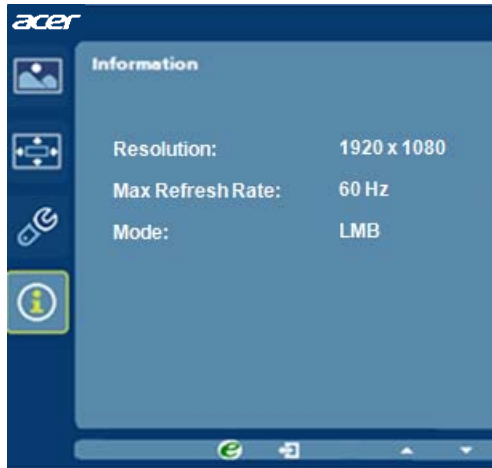 acer
Information
Resolution: 1920 x 1080
Max Refresh Rate: 60 Hz
Mode: LMB